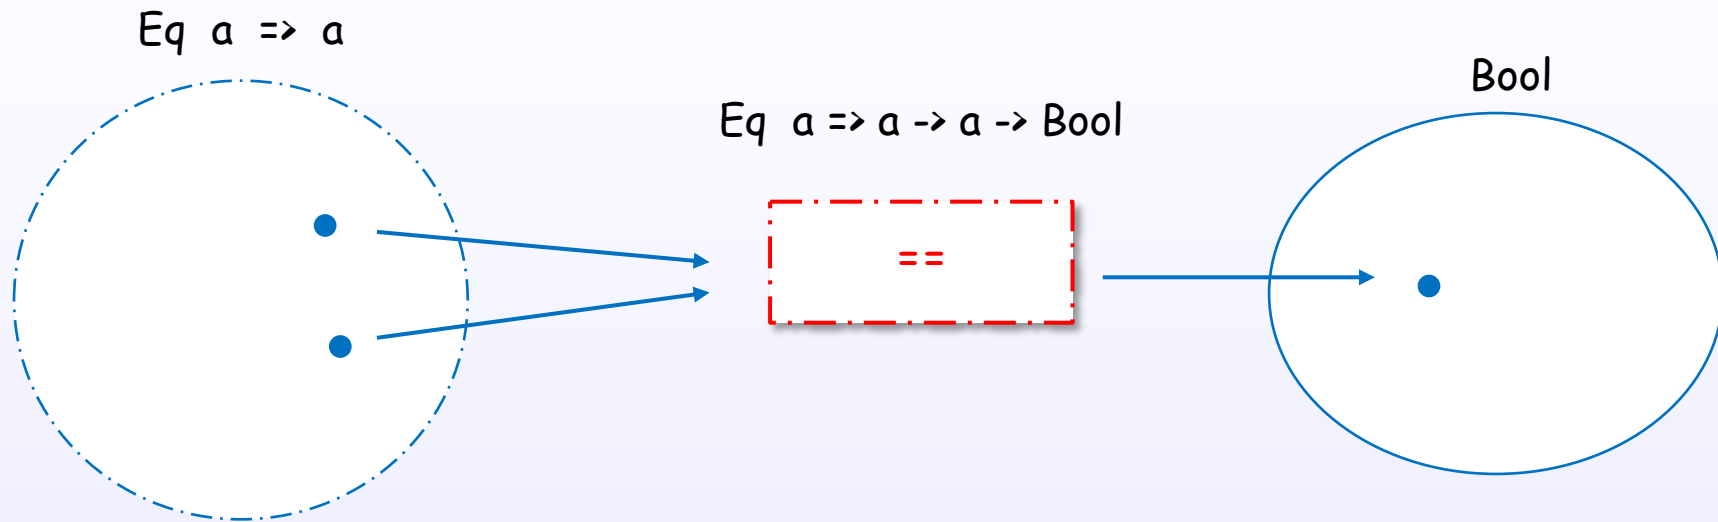 Eq a => a
Eq a => a -> a -> Bool
Bool
==